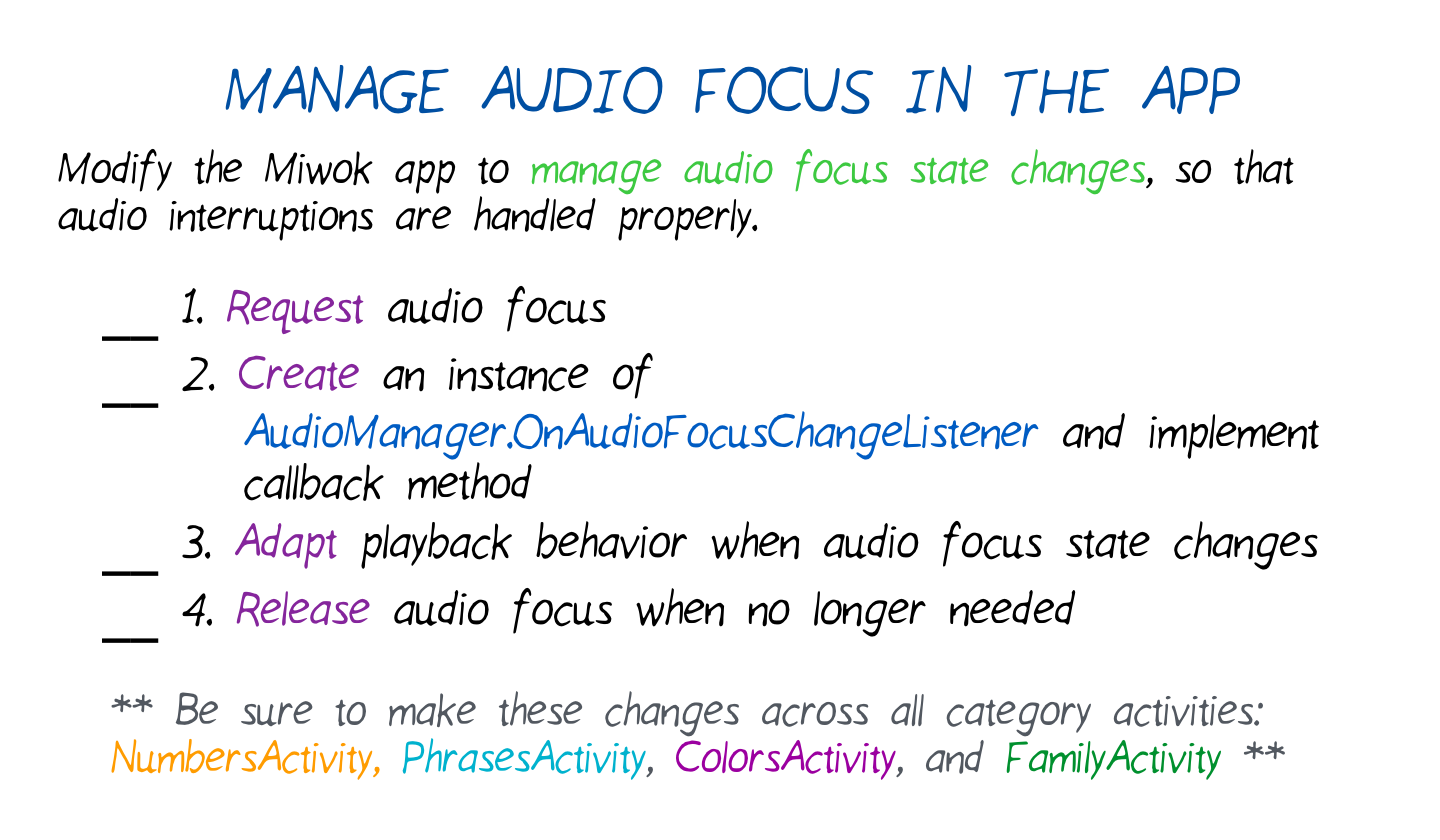 MANAGE AUDIO FOCUS IN THE APP
Modify the Miwok app to manage audio focus state changes, so that
audio interruptions are handled properly.
__ 1. Request audio focus
__ 2. Create an instance of
AudioManager.OnAudioFocusChangeListener and implement
callback method
__ 3. Adapt playback behavior when audio focus state changes
__ 4. Release audio focus when no longer needed
** Be sure to make these changes across all category activities:
NumbersActivity, PhrasesActivity, ColorsActivity, and FamilyActivity **